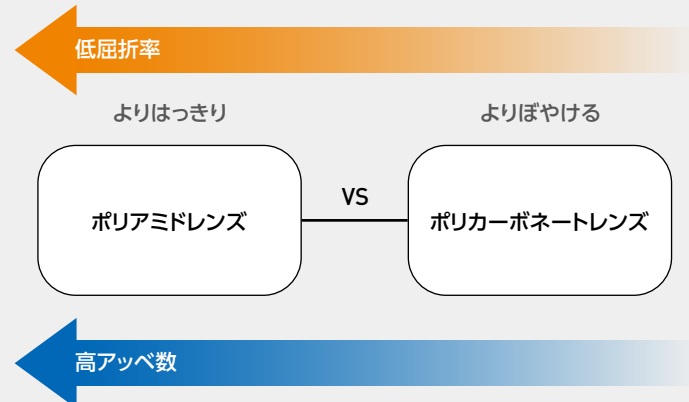 低屈折率
よりはっきり
よりぼやける
ポリアミドレンズ
VS
ポリカーボネートレンズ
高アッベ数